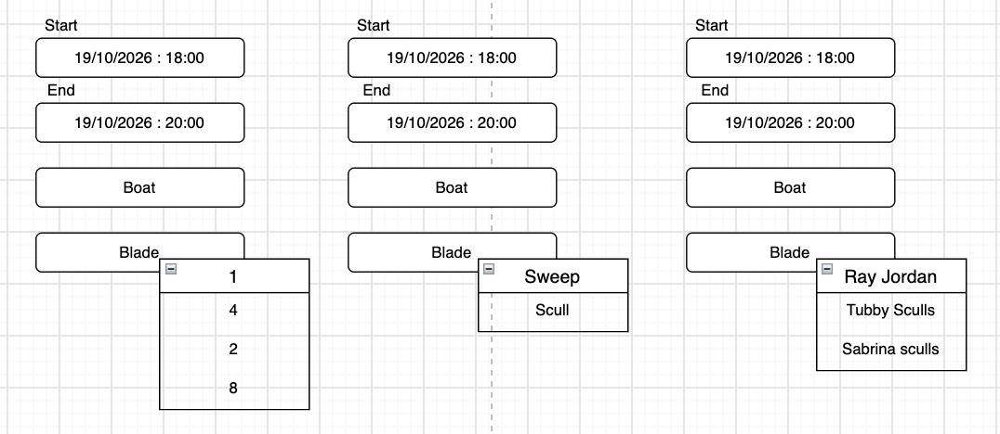 Start
19/10/2026 : 18:00
End
19/10/2026 : 20:00
Boat
Blade
1
4
2
8
Start
19/10/2026 : 18:00
End
19/10/2026 : 20:00
Boat
Blade
Sweep
Scull
Start
19/10/2026 : 18:00
End
19/10/2026 : 20:00
Boat
Blade
Ray Jordan
Tubby Sculls
Sabrina sculls